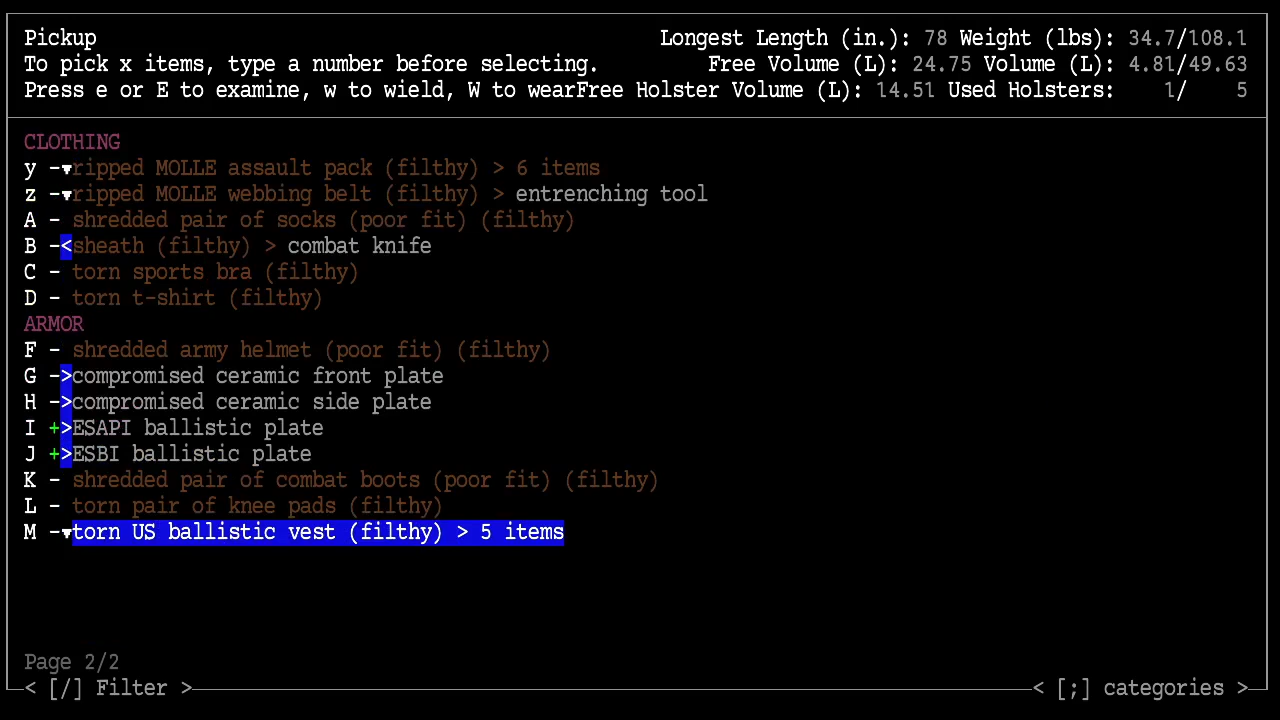 Pickup Longest Length (in.): 78 Weight (lbs): 34.7/108.1
To pick x items, type a number before selecting. Free Volume (L): 24.75 Volume (L): 4.81/49.63
Press e or E to examine, w to wield, W to wearFree Holster Volume (L): 14.51 Used Holsters: 1/ 5
CLOTHING
y -▾ripped MOLLE assault pack (filthy) > 6 items
z -▾ripped MOLLE webbing belt (filthy) > entrenching tool
A - shredded pair of socks (poor fit) (filthy)
B -<sheath (filthy) > combat knife
C - torn sports bra (filthy)
D - torn t-shirt (filthy)
ARMOR
F - shredded army helmet (poor fit) (filthy)
G ->compromised ceramic front plate
H ->compromised ceramic side plate
I +>ESAPI ballistic plate
J +>ESBI ballistic plate
K - shredded pair of combat boots (poor fit) (filthy)
L - torn pair of knee pads (filthy)
M -▾torn US ballistic vest (filthy) > 5 items
Page 2/2
< [/] Filter > < [;] categories >